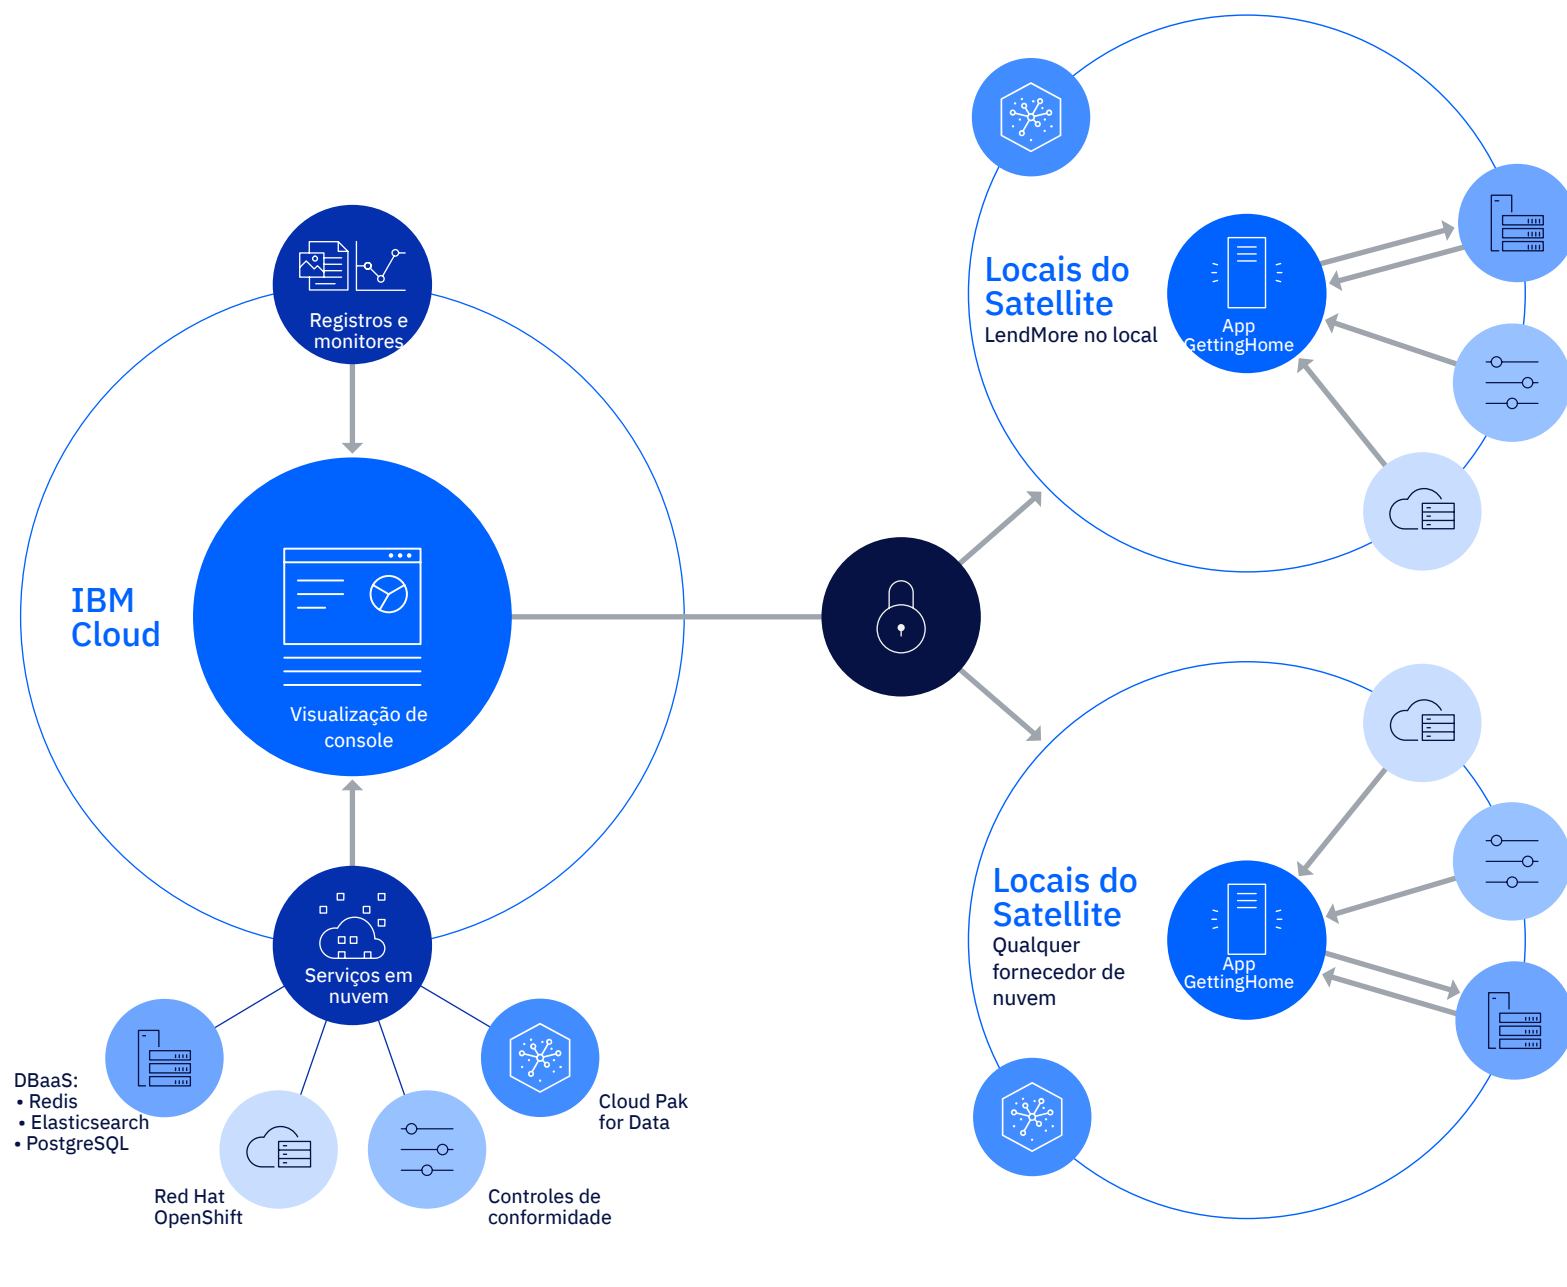 Registros e
monitores
IBM
Cloud
Visualização de
console
Serviços em
nuvem
DBaaS:
• Redis
• Elasticsearch
• PostgreSQL
Red Hat
OpenShift
Controles de
conformidade
Cloud Pak
for Data
Locais do
Satellite
LendMore no local
App
GettingHome
Locais do
Satellite
Qualquer
fornecedor de
nuvem
App
GettingHome